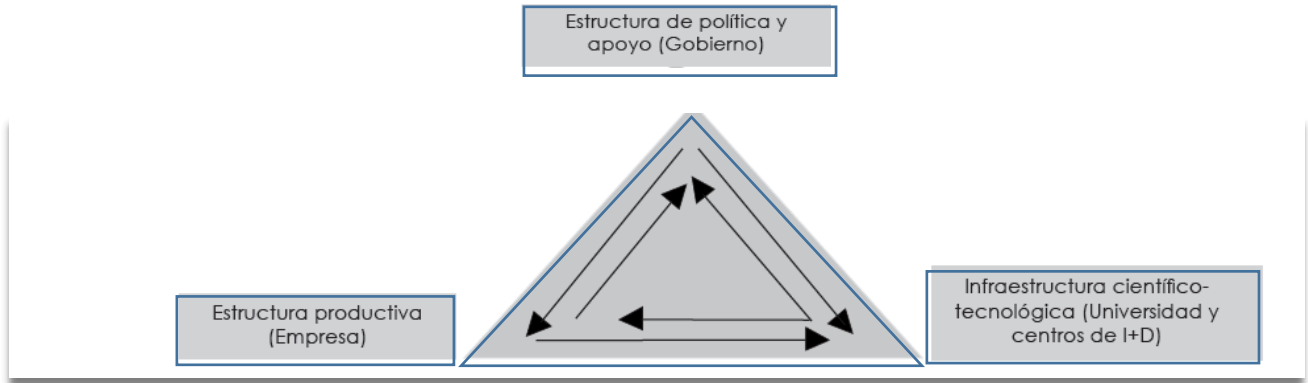 Estructura de política y
apoyo (Gobierno)
Estructura productiva
(Empresa)
Infraestructura científico-
tecnológica (Universidad y
centros de I+D)